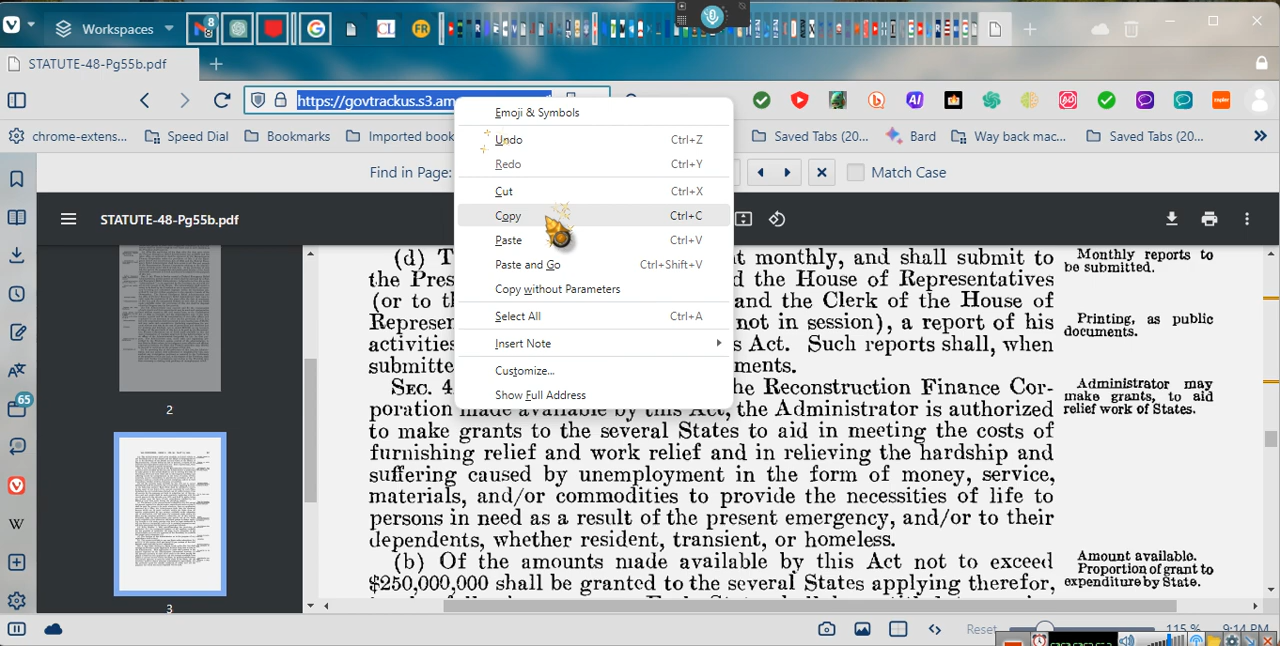 8
CL
FR
Workspaces
STATUTE-48-Pg55b.pdf
https://govtrackus.s3.am
chrome-extens...
Speed Dial
Bookmarks
Imported book
Saved Tabs (20...
Bard
Way back mac...
Saved Tabs (20...
Find in Page:
Match Case
STATUTE-48-Pg55b.pdf
Emoji & Symbols
Undo Ctrl+Z
Redo Ctrl+Y
Cut Ctrl+X
Copy Ctrl+C
Paste Ctrl+V
Paste and Go Ctrl+Shift+V
Copy without Parameters
Select All Ctrl+A
Insert Note
Customize...
Show Full Address
65
2
3
(d) T t monthly, and shall submit to
the Pres d the House of Representatives
(or to t and the Clerk of the House of
Represen not in session), a report of his
activities s Act. Such reports shall, when
submitte ments.
SEC. 4 he Reconstruction Finance Cor-
poration made available by this Act, the Administrator is authorized
to make grants to the several States to aid in meeting the costs of
furnishing relief and work relief and in relieving the hardship and
suffering caused by unemployment in the form of money, service,
materials, and/or commodities to provide the necessities of life to
persons in need as a result of the present emergency, and/or to their
dependents, whether resident, transient, or homeless.
(b) Of the amounts made available by this Act not to exceed
$250,000,000 shall be granted to the several States applying therefor,
Monthly reports to
be submitted.
Printing, as public
documents.
Administrator may
make grants, to aid
relief work of States.
Amount available.
Proportion of grant to
expenditure by State.
Reset
115 %
9:14 PM